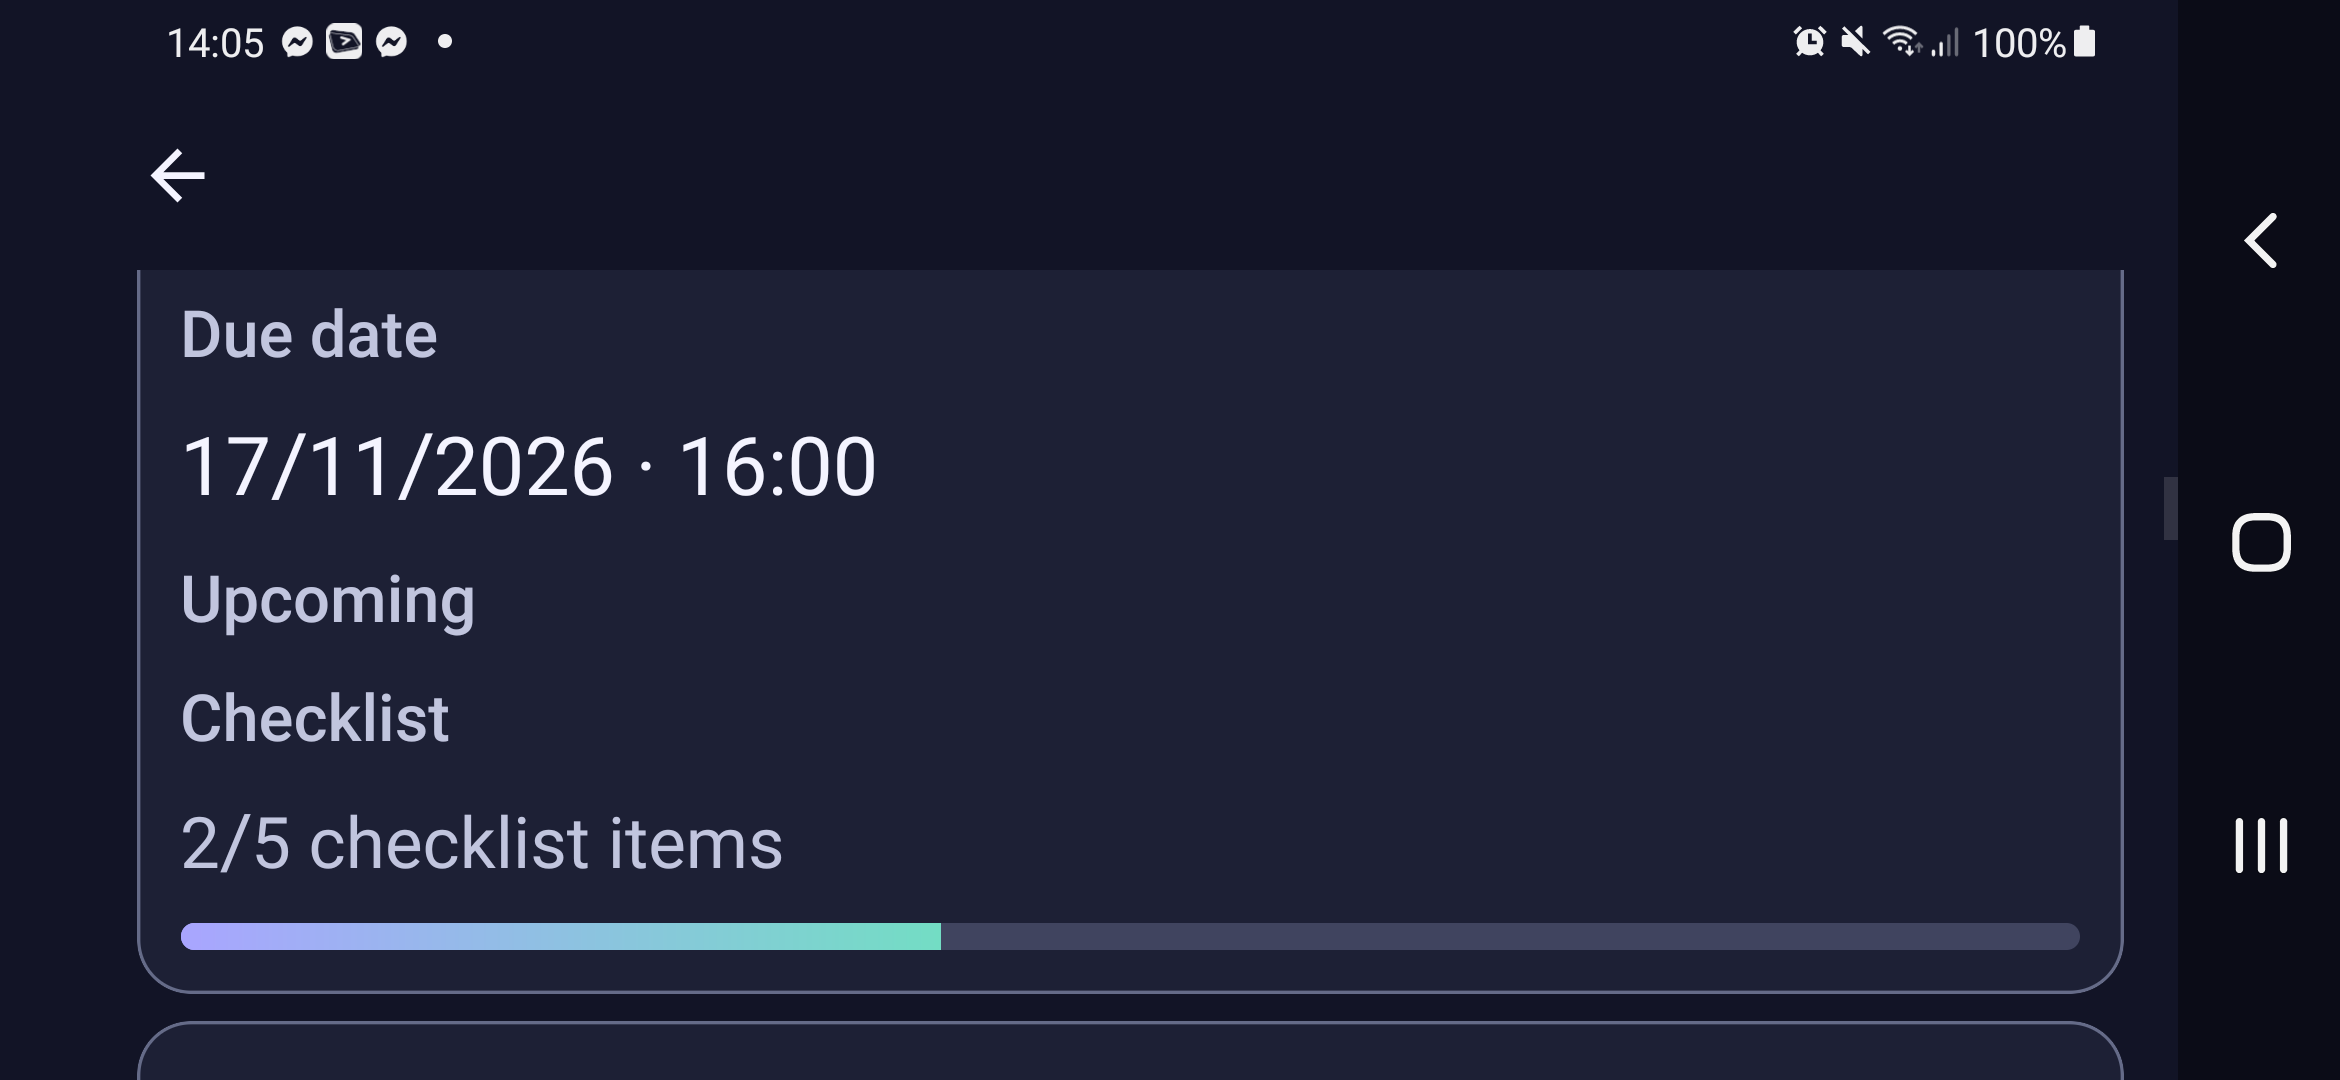 14:05
100%
Due date
17/11/2026 · 16:00
Upcoming
Checklist
2/5 checklist items